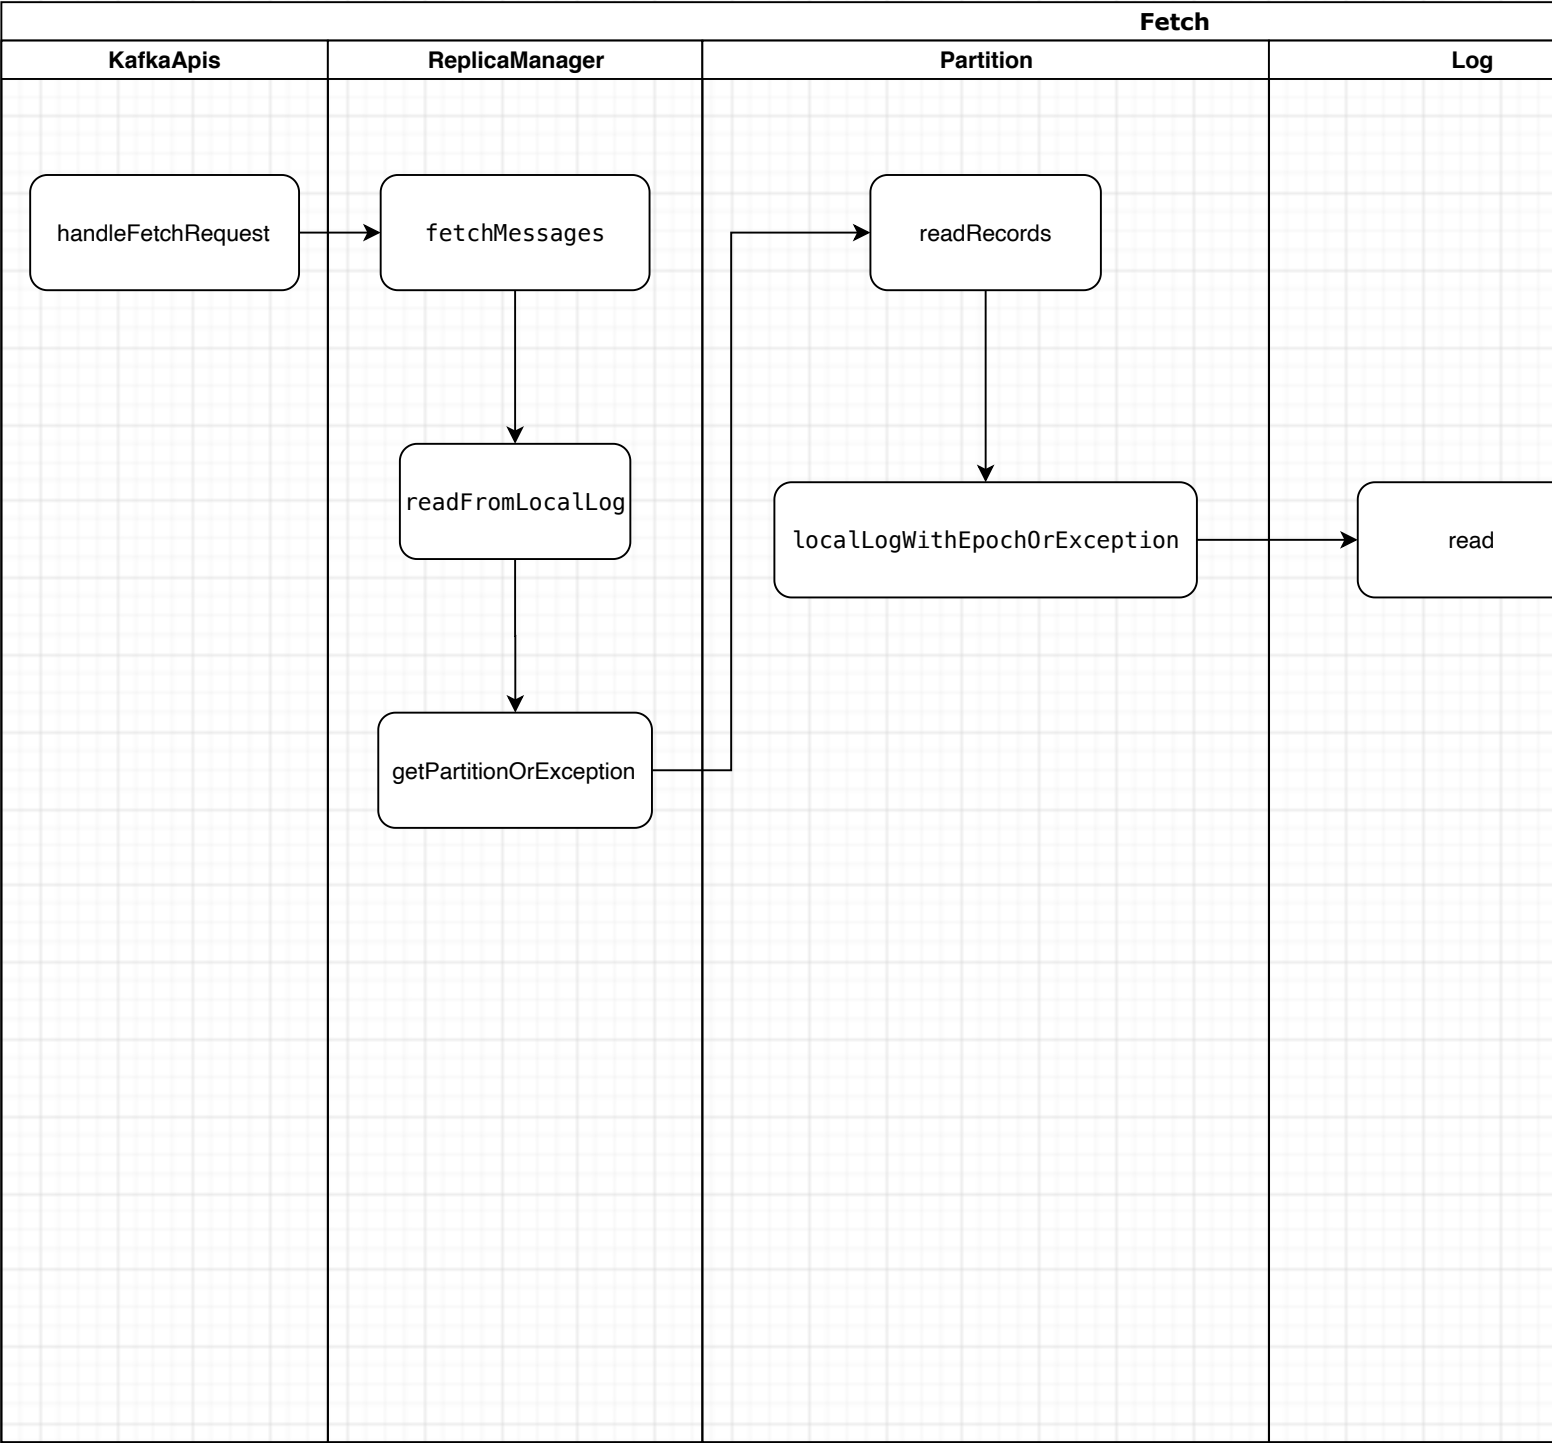 Fetch
KafkaApis
ReplicaManager
Partition
Log
handleFetchRequest
fetchMessages
readRecords
readFromLocalLog
localLogWithEpochOrException
read
getPartitionOrException